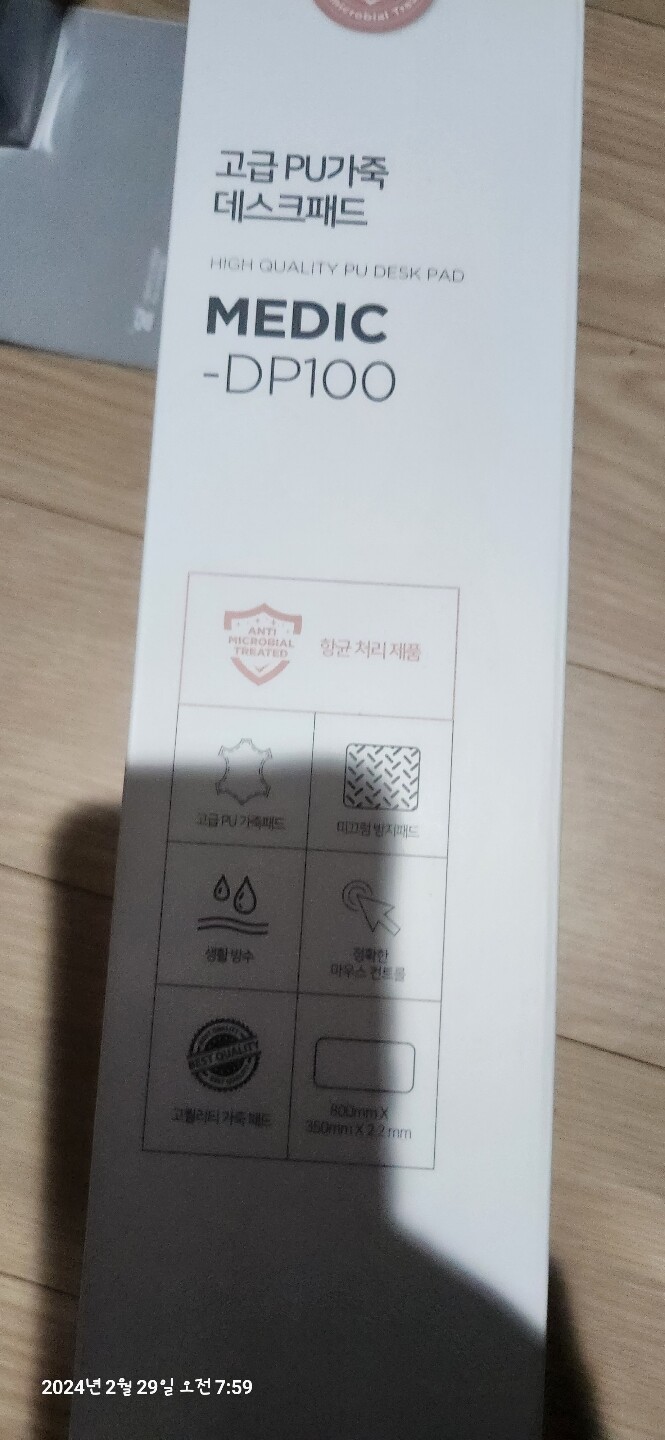 microbial Trea
고급 PU가죽
데스크패드
HIGH QUALITY PU DESK PAD
MEDIC
-DP100
ANTI
MICROBIAL
TREATED
항균 처리 제품
고급 PU 가죽패드
미끄럼 방지패드
생활 방수
정확한
마우스 컨트롤
BEST QUALITY
고퀄리티 가죽 패드
800mm X
350mm X 2.2 mm
2024년 2월 29일 오전 7:59